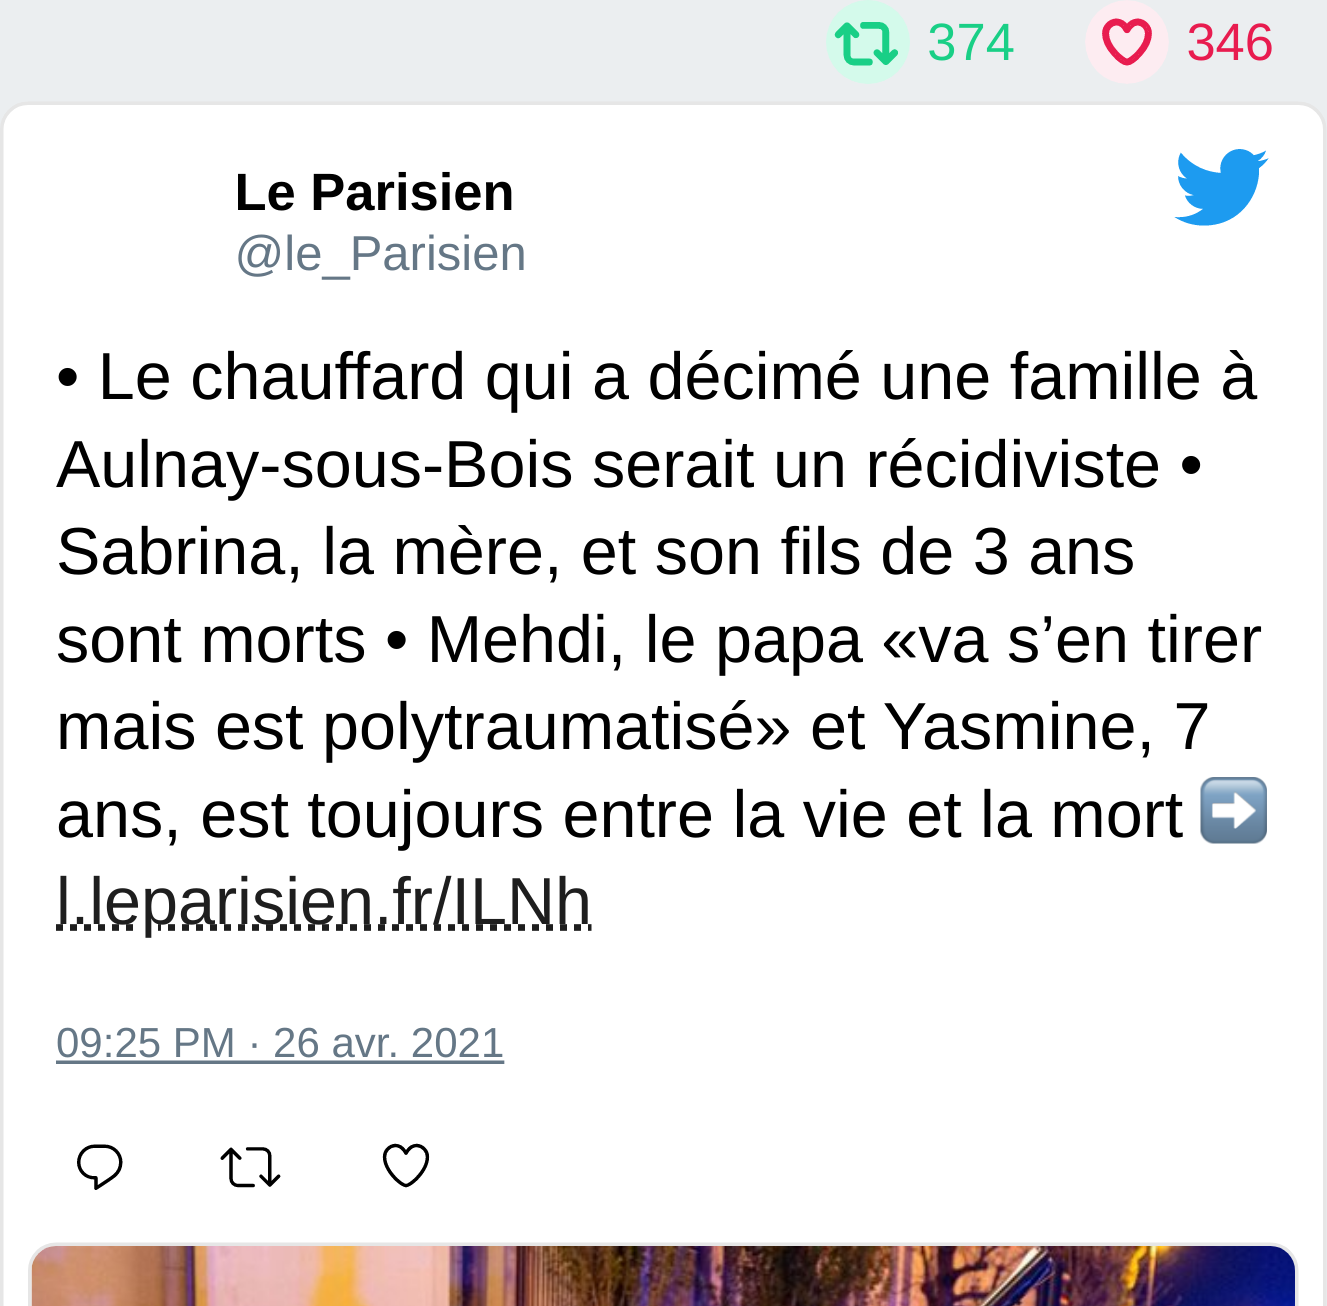 374 346
Le Parisien
@le_Parisien
• Le chauffard qui a décimé une famille à
Aulnay-sous-Bois serait un récidiviste •
Sabrina, la mère, et son fils de 3 ans
sont morts • Mehdi, le papa «va s’en tirer
mais est polytraumatisé» et Yasmine, 7
ans, est toujours entre la vie et la mort ➡️
l.leparisien.fr/ILNh
09:25 PM · 26 avr. 2021